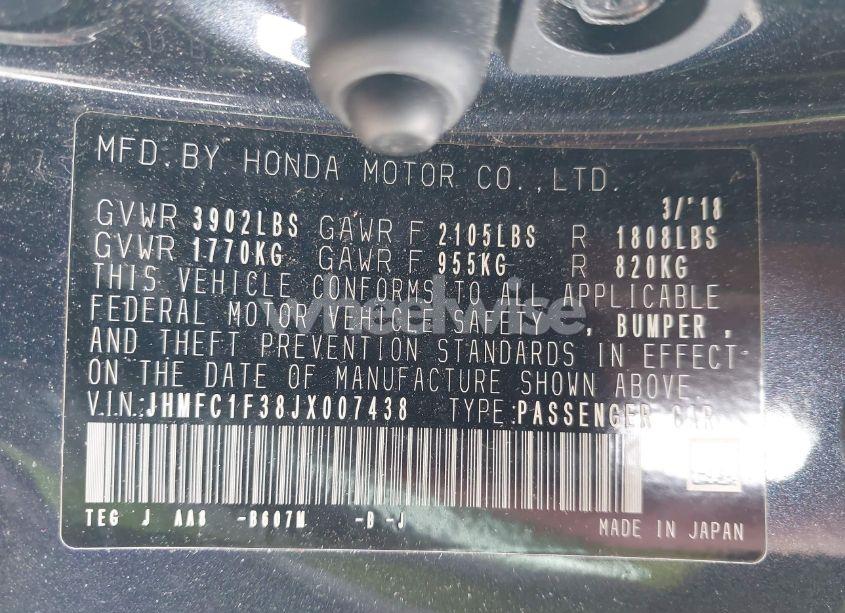 MFD. BY HONDA MOTOR CO., LTD.
3/'18
GVWR 3902LBS GAWR F 2105LBS R 1808LBS
GVWR 1770KG GAWR F 955KG R 820KG
THIS VEHICLE CONFORMS TO ALL APPLICABLE
FEDERAL MOTOR VEHICLE SAFETY , BUMPER ,
wheelwise
AND THEFT PREVENTION STANDARDS IN EFFECT
ON THE DATE OF MANUFACTURE SHOWN ABOVE.
V.I.N.: JHMFC1F38JX007438 TYPE: PASSENGER CAR
TEG J AA8 -B607M -B -J
MADE IN JAPAN